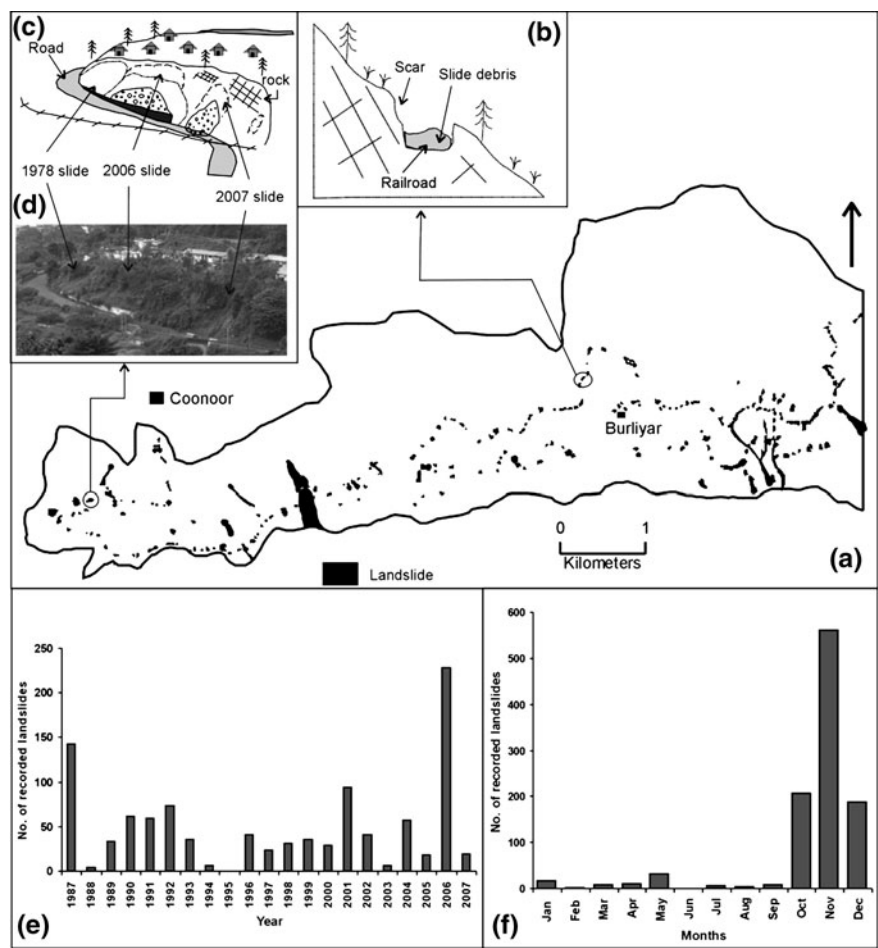 (c)
Road
rock
1978 slide
2006 slide
2007 slide
(d)
(b)
Scar
Slide debris
Railroad
Coonoor
Burliyar
0 1
Kilometers
(a)
Landslide
No. of recorded landslides
250
200
150
100
50
0
1987 1988 1989 1990 1991 1992 1993 1994 1995 1996 1997 1998 1999 2000 2001 2002 2003 2004 2005 2006 2007
Year
(e)
No. of recorded landslides
600
500
400
300
200
100
0
Jan Feb Mar Apr May Jun Jul Aug Sep Oct Nov Dec
Months
(f)